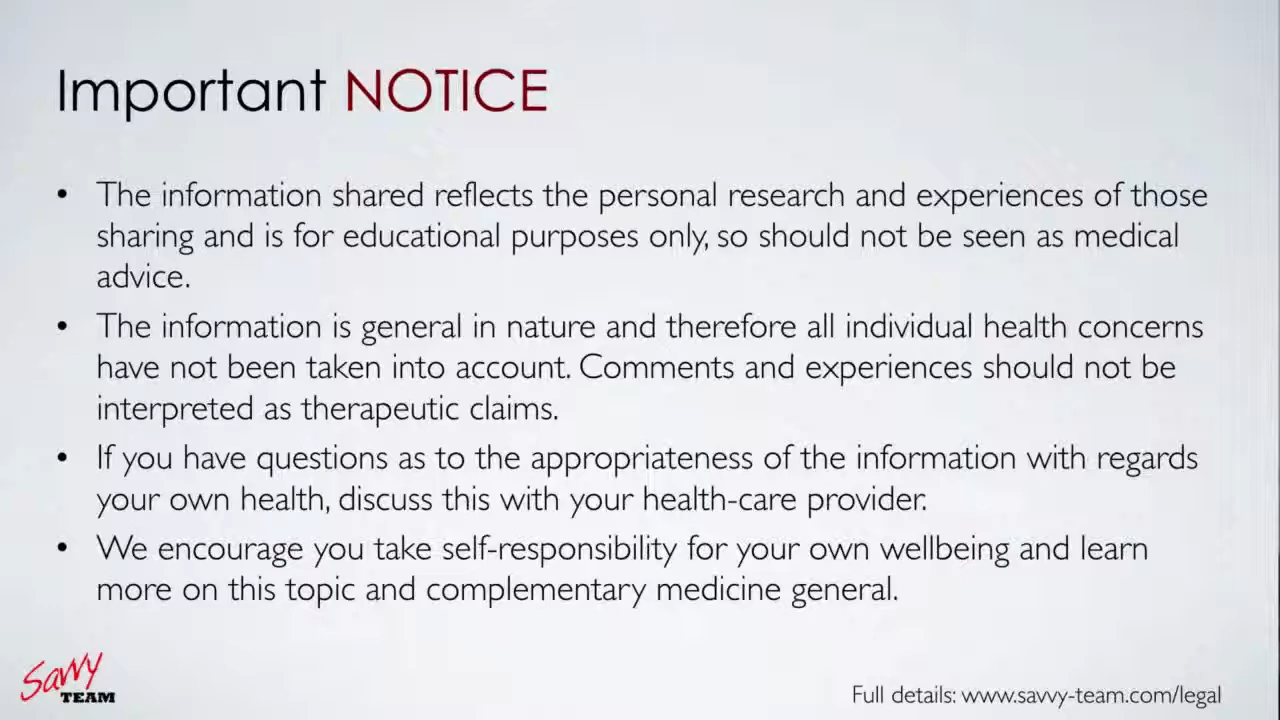 Important NOTICE
• The information shared reflects the personal research and experiences of those
sharing and is for educational purposes only, so should not be seen as medical
advice.
• The information is general in nature and therefore all individual health concerns
have not been taken into account. Comments and experiences should not be
interpreted as therapeutic claims.
• If you have questions as to the appropriateness of the information with regards
your own health, discuss this with your health-care provider.
• We encourage you take self-responsibility for your own wellbeing and learn
more on this topic and complementary medicine general.
Savvy
TEAM
Full details: www.savvy-team.com/legal